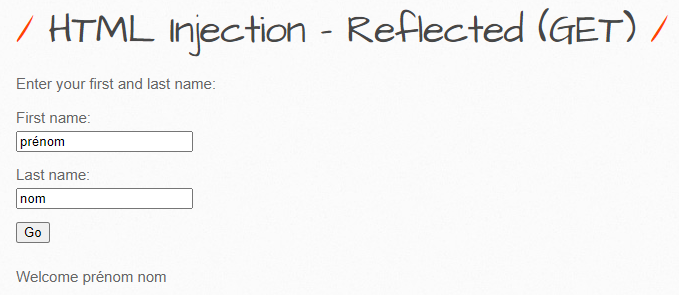 / HTML Injection - Reflected (GET) /
Enter your first and last name:
First name:
prénom
Last name:
nom
Go
Welcome prénom nom